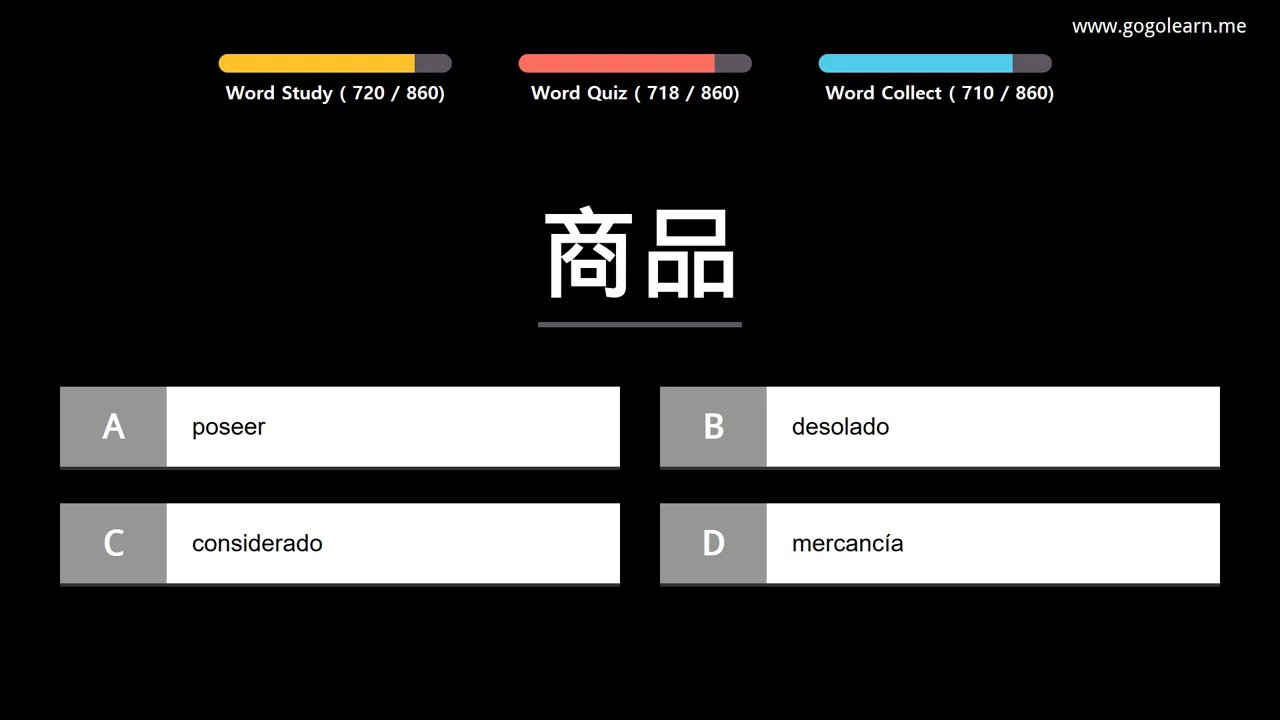 www.gogolearn.me
Word Study ( 720 / 860)
Word Quiz ( 718 / 860)
Word Collect ( 710 / 860)
商品
A poseer
B desolado
C considerado
D mercancía